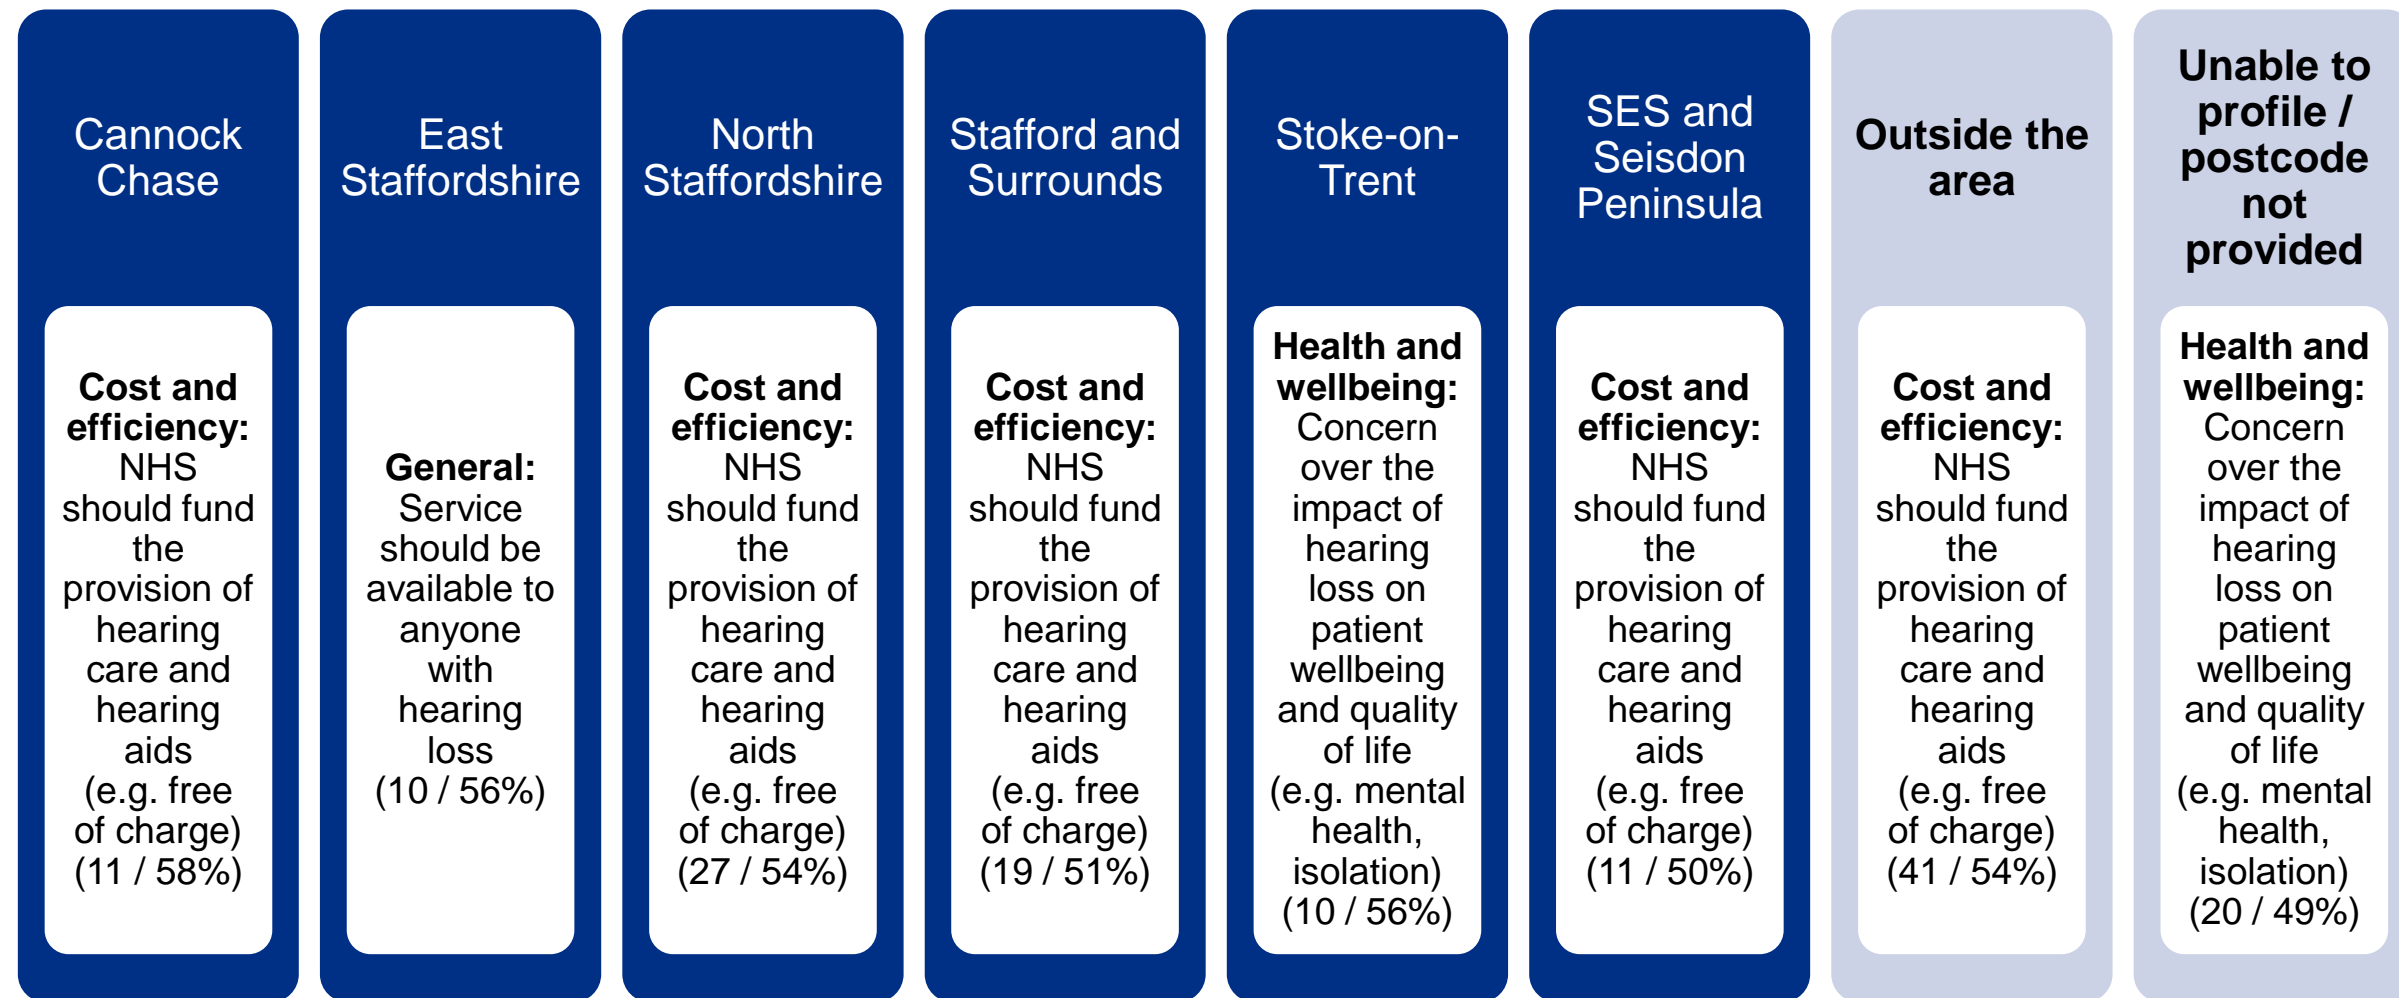 Cannock
Chase
Cost and
efficiency:
NHS
should fund
the
provision of
hearing
care and
hearing
aids
(e.g. free
of charge)
(11 / 58%)
East
Staffordshire
General:
Service
should be
available to
anyone
with
hearing
loss
(10 / 56%)
North
Staffordshire
Cost and
efficiency:
NHS
should fund
the
provision of
hearing
care and
hearing
aids
(e.g. free
of charge)
(27 / 54%)
Stafford and
Surrounds
Cost and
efficiency:
NHS
should fund
the
provision of
hearing
care and
hearing
aids
(e.g. free
of charge)
(19 / 51%)
Stoke-on-
Trent
Health and
wellbeing:
Concern
over the
impact of
hearing
loss on
patient
wellbeing
and quality
of life
(e.g. mental
health,
isolation)
(10 / 56%)
SES and
Seisdon
Peninsula
Cost and
efficiency:
NHS
should fund
the
provision of
hearing
care and
hearing
aids
(e.g. free
of charge)
(11 / 50%)
Outside the
area
Cost and
efficiency:
NHS
should fund
the
provision of
hearing
care and
hearing
aids
(e.g. free
of charge)
(41 / 54%)
Unable to
profile /
postcode
not
provided
Health and
wellbeing:
Concern
over the
impact of
hearing
loss on
patient
wellbeing
and quality
of life
(e.g. mental
health,
isolation)
(20 / 49%)